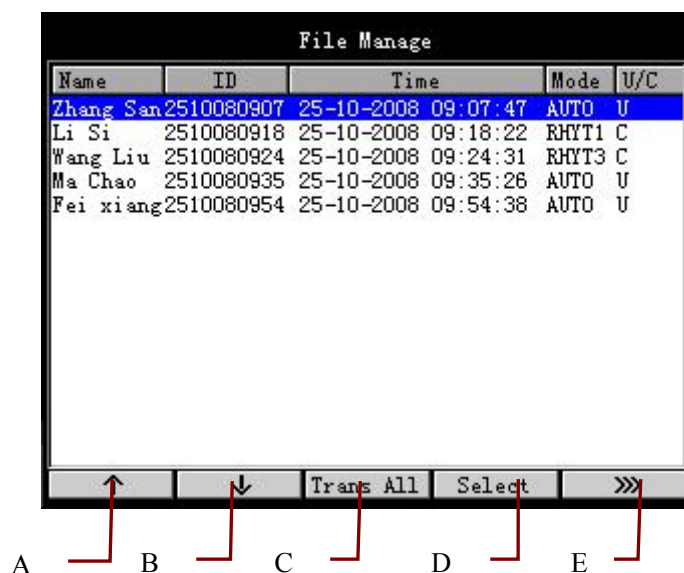 File Manage
Name ID Time Mode U/C
Zhang San 2510080907 25-10-2008 09:07:47 AUTO U
Li Si 2510080918 25-10-2008 09:18:22 RHYT1 C
Wang Liu 2510080924 25-10-2008 09:24:31 RHYT3 C
Ma Chao 2510080935 25-10-2008 09:35:26 AUTO U
Fei xiang 2510080954 25-10-2008 09:54:38 AUTO U
↑ ↓ Trans All Select >>>
A B C D E